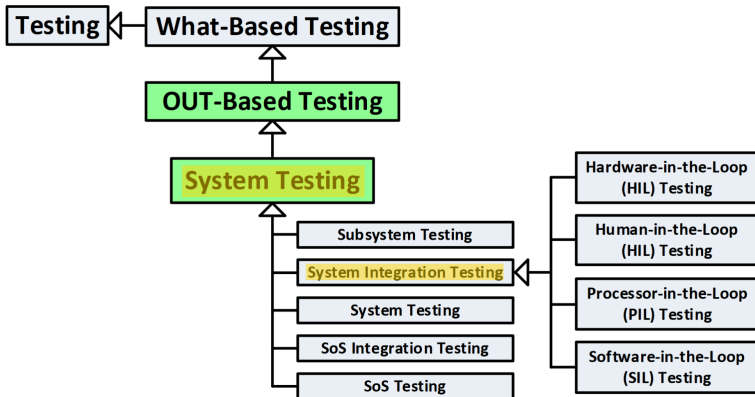 Testing
What-Based Testing
OUT-Based Testing
System Testing
Subsystem Testing
System Integration Testing
System Testing
SoS Integration Testing
SoS Testing
Hardware-in-the-Loop
(HIL) Testing
Human-in-the-Loop
(HIL) Testing
Processor-in-the-Loop
(PIL) Testing
Software-in-the-Loop
(SIL) Testing